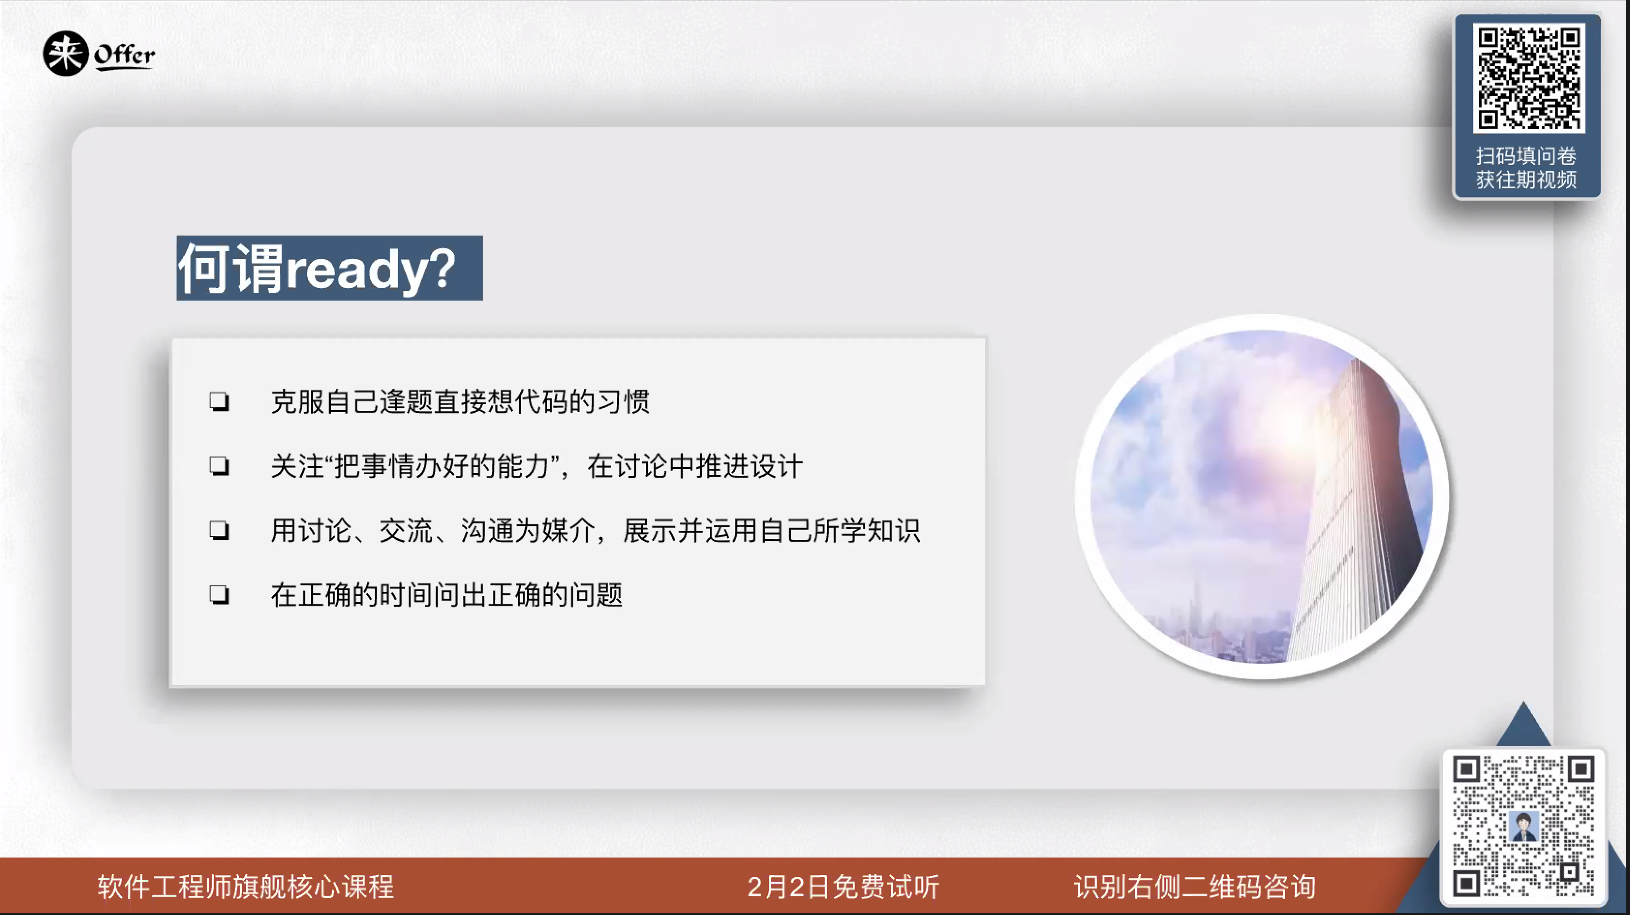 来 Offer
扫码填问卷
获往期视频
何谓ready？
❏ 克服自己逢题直接想代码的习惯
❏ 关注“把事情办好的能力”，在讨论中推进设计
❏ 用讨论、交流、沟通为媒介，展示并运用自己所学知识
❏ 在正确的时间问出正确的问题
软件工程师旗舰核心课程
2月2日免费试听
识别右侧二维码咨询